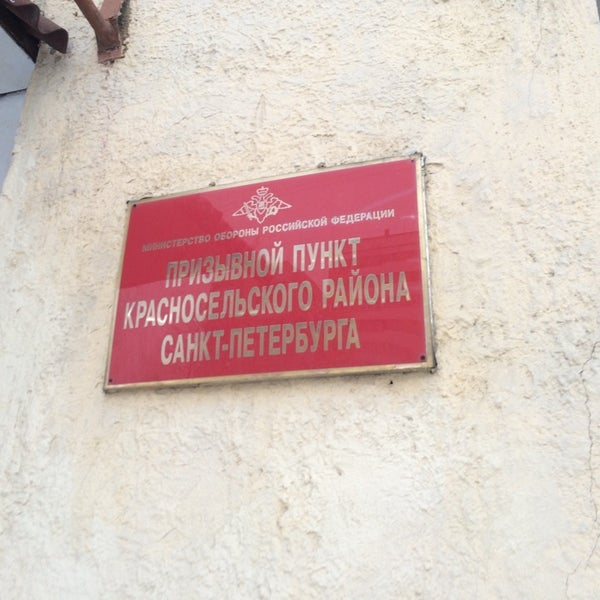 МИНИСТЕРСТВО ОБОРОНЫ РОССИЙСКОЙ ФЕДЕРАЦИИ
ПРИЗЫВНОЙ ПУНКТ
КРАСНОСЕЛЬСКОГО РАЙОНА
САНКТ-ПЕТЕРБУРГА